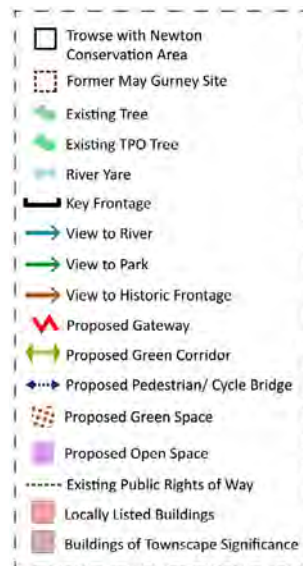 Trowse with Newton
Conservation Area
Former May Gurney Site
Existing Tree
Existing TPO Tree
River Yare
Key Frontage
View to River
View to Park
View to Historic Frontage
Proposed Gateway
Proposed Green Corridor
Proposed Pedestrian/ Cycle Bridge
Proposed Green Space
Proposed Open Space
Existing Public Rights of Way
Locally Listed Buildings
Buildings of Townscape Significance